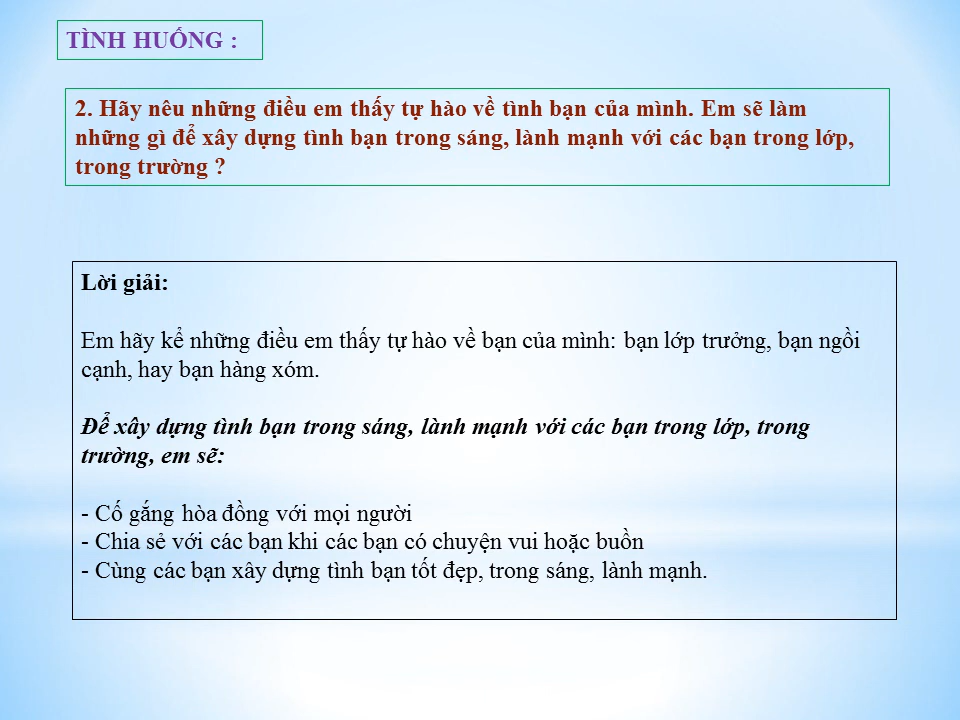 TÌNH HUỐNG :
2. Hãy nêu những điều em thấy tự hào về tình bạn của mình. Em sẽ làm
những gì để xây dựng tình bạn trong sáng, lành mạnh với các bạn trong lớp,
trong trường ?
Lời giải:
Em hãy kể những điều em thấy tự hào về bạn của mình: bạn lớp trưởng, bạn ngồi
cạnh, hay bạn hàng xóm.
Để xây dựng tình bạn trong sáng, lành mạnh với các bạn trong lớp, trong
trường, em sẽ:
- Cố gắng hòa đồng với mọi người
- Chia sẻ với các bạn khi các bạn có chuyện vui hoặc buồn
- Cùng các bạn xây dựng tình bạn tốt đẹp, trong sáng, lành mạnh.